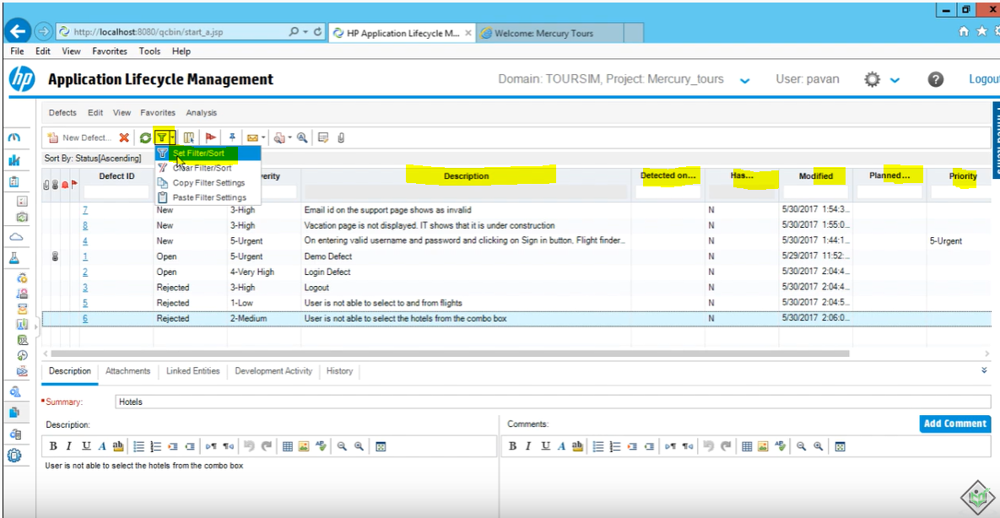 http://localhost:8080/qcbin/start_a.jsp
HP Application Lifecycle M...
Welcome: Mercury Tours
File Edit View Favorites Tools Help
hp Application Lifecycle Management Domain: TOURSIM, Project: Mercury_tours User: pavan Logout
Defects Edit View Favorites Analysis
New Defect...
Sort By: Status[Ascending]
Set Filter/Sort
Clear Filter/Sort
Copy Filter Settings
Paste Filter Settings
Defect ID verity Description Detected on... Has... Modified Planned... Priority
7 New 3-High Email id on the support page shows as invalid N 5/30/2017 1:54:3...
8 New 3-High Vacation page is not displayed. IT shows that it is under construction N 5/30/2017 1:55:0...
4 New 5-Urgent On entering valid username and password and clicking on Sign in button, Flight finder... N 5/30/2017 1:44:1... 5-Urgent
1 Open 5-Urgent Demo Defect N 5/29/2017 11:52:...
2 Open 4-Very High Login Defect N 5/30/2017 2:04:4...
3 Rejected 3-High Logout N 5/30/2017 2:04:4...
5 Rejected 1-Low User is not able to select to and from flights N 5/30/2017 2:04:5...
6 Rejected 2-Medium User is not able to select the hotels from the combo box N 5/30/2017 2:06:0...
Description Attachments Linked Entities Development Activity History
*Summary: Hotels
Description:
Comments:
Add Comment
B I U A ab
B I U A ab
User is not able to select the hotels from the combo box